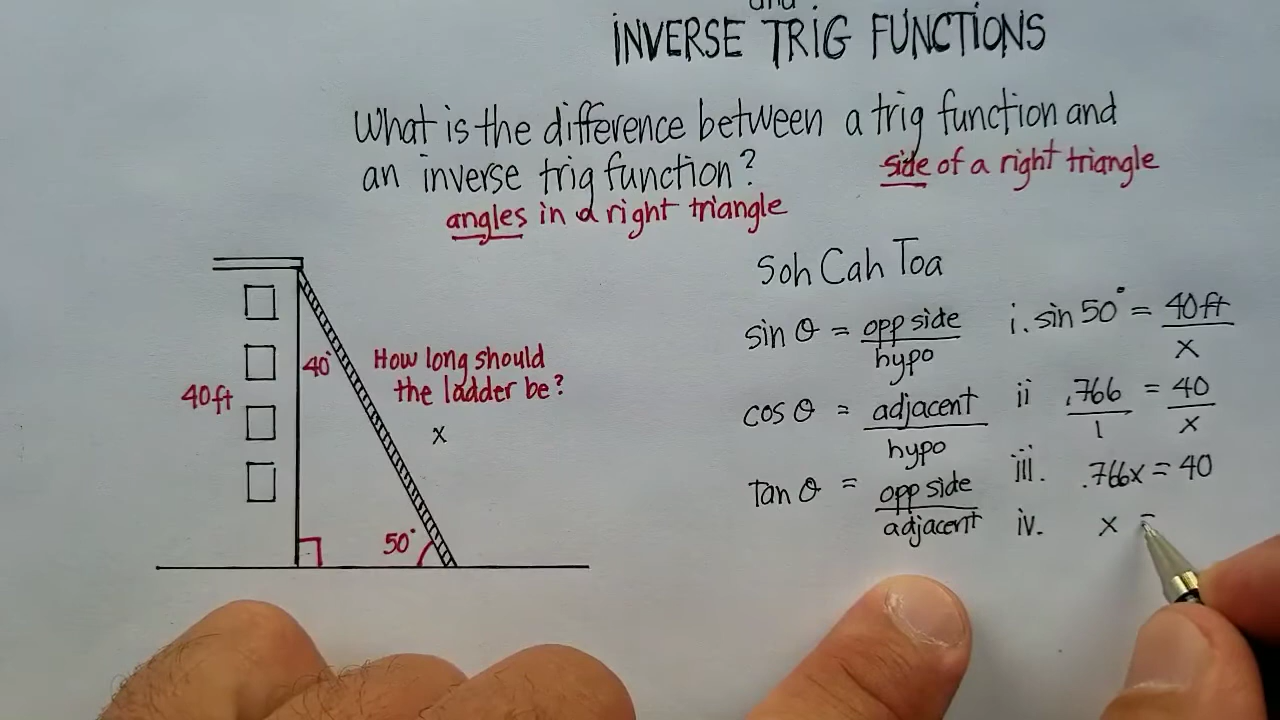 and
INVERSE TRIG FUNCTIONS
What is the difference between a trig function and
an inverse trig function?
side of a right triangle
angles in a right triangle
Soh Cah Toa
sin θ = opp side / hypo
i. sin 50° = 40ft / x
cos θ = adjacent / hypo
ii .766 / 1 = 40 / x
tan θ = opp side / adjacent
iii. .766x = 40
iv. x =
40ft
40°
How long should
the ladder be?
x
50°